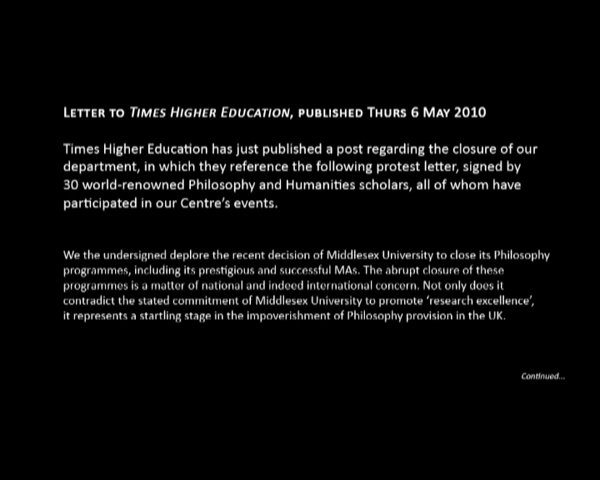 LETTER TO TIMES HIGHER EDUCATION, PUBLISHED THURS 6 MAY 2010
Times Higher Education has just published a post regarding the closure of our
department, in which they reference the following protest letter, signed by
30 world-renowned Philosophy and Humanities scholars, all of whom have
participated in our Centre's events.
We the undersigned deplore the recent decision of Middlesex University to close its Philosophy
programmes, including its prestigious and successful MAs. The abrupt closure of these
programmes is a matter of national and indeed international concern. Not only does it
contradict the stated commitment of Middlesex University to promote 'research excellence',
it represents a startling stage in the impoverishment of Philosophy provision in the UK.
Continued...